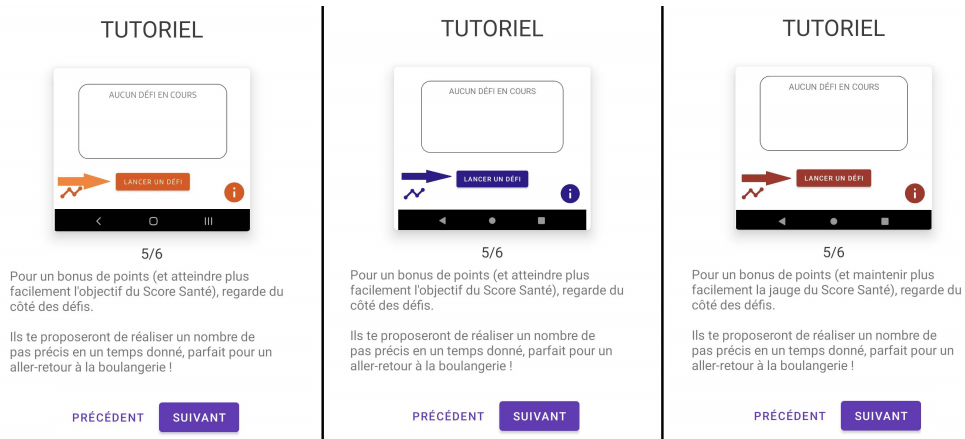 TUTORIEL
AUCUN DÉFI EN COURS
LANCER UN DÉFI
5/6
Pour un bonus de points (et atteindre plus
facilement l'objectif du Score Santé), regarde du
côté des défis.
Ils te proposeront de réaliser un nombre de
pas précis en un temps donné, parfait pour un
aller-retour à la boulangerie !
PRÉCÉDENT SUIVANT
TUTORIEL
AUCUN DÉFI EN COURS
LANCER UN DÉFI
5/6
Pour un bonus de points (et atteindre plus
facilement l'objectif du Score Santé), regarde du
côté des défis.
Ils te proposeront de réaliser un nombre de
pas précis en un temps donné, parfait pour un
aller-retour à la boulangerie !
PRÉCÉDENT SUIVANT
TUTORIEL
AUCUN DÉFI EN COURS
LANCER UN DÉFI
5/6
Pour un bonus de points (et maintenir plus
facilement la jauge du Score Santé), regarde du
côté des défis.
Ils te proposeront de réaliser un nombre de
pas précis en un temps donné, parfait pour un
aller-retour à la boulangerie !
PRÉCÉDENT SUIVANT